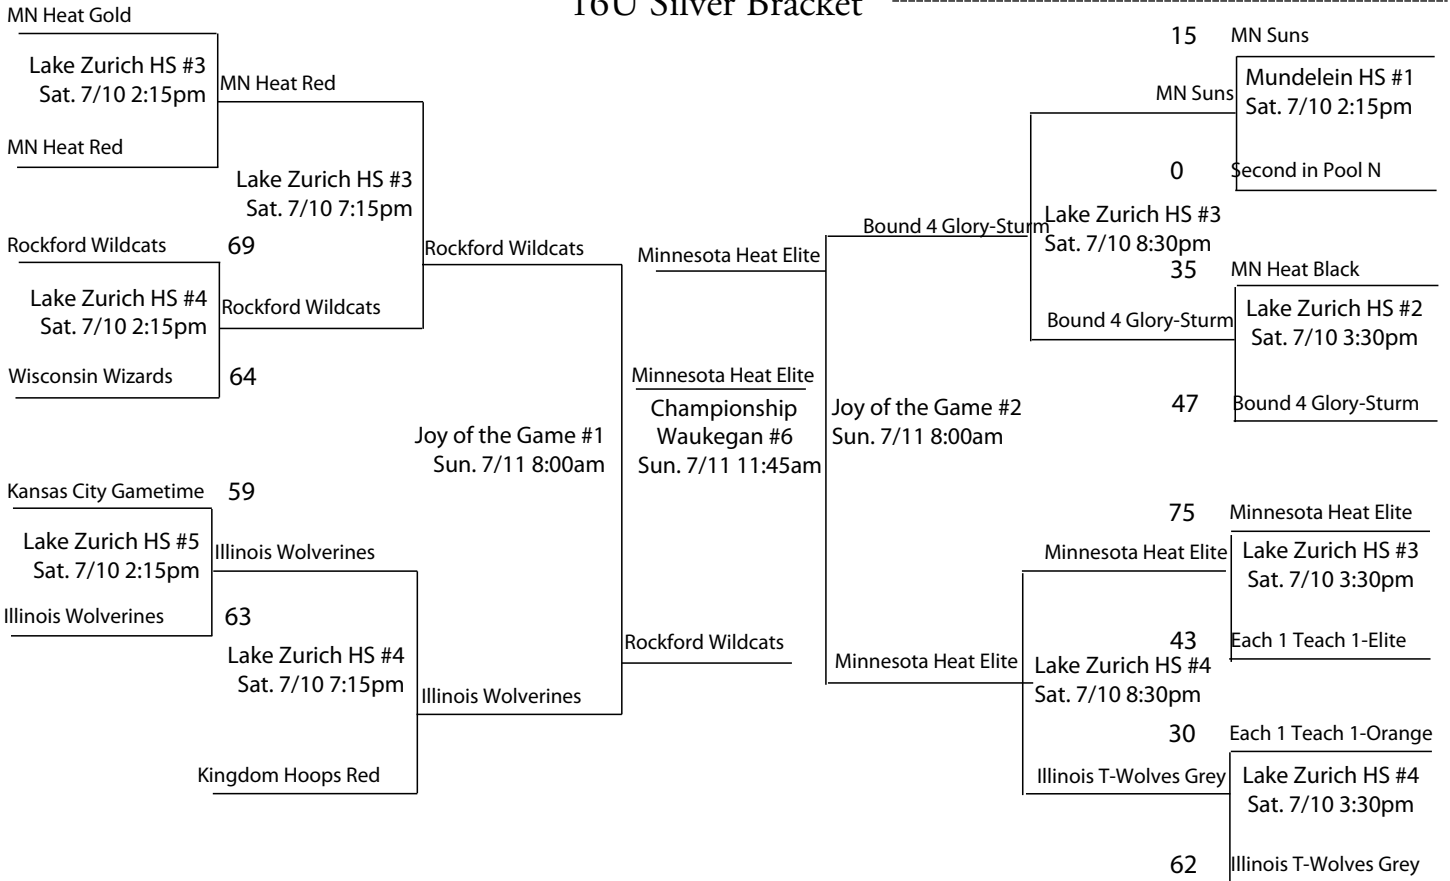 16U Silver Bracket
MN Heat Gold
Lake Zurich HS #3
Sat. 7/10 2:15pm
MN Heat Red
MN Heat Red
Lake Zurich HS #3
Sat. 7/10 7:15pm
Rockford Wildcats 69
Lake Zurich HS #4
Sat. 7/10 2:15pm
Rockford Wildcats
Wisconsin Wizards 64
Rockford Wildcats
Joy of the Game #1
Sun. 7/11 8:00am
Kansas City Gametime 59
Lake Zurich HS #5
Sat. 7/10 2:15pm
Illinois Wolverines
Illinois Wolverines 63
Lake Zurich HS #4
Sat. 7/10 7:15pm
Illinois Wolverines
Kingdom Hoops Red
Rockford Wildcats
Minnesota Heat Elite
Minnesota Heat Elite
Championship
Waukegan #6
Sun. 7/11 11:45am
Joy of the Game #2
Sun. 7/11 8:00am
15 MN Suns
Mundelein HS #1
Sat. 7/10 2:15pm
MN Suns
0 Second in Pool N
Bound 4 Glory-Sturm
Lake Zurich HS #3
Sat. 7/10 8:30pm
35 MN Heat Black
Lake Zurich HS #2
Sat. 7/10 3:30pm
Bound 4 Glory-Sturm
47 Bound 4 Glory-Sturm
75 Minnesota Heat Elite
Minnesota Heat Elite
Lake Zurich HS #3
Sat. 7/10 3:30pm
43 Each 1 Teach 1-Elite
Minnesota Heat Elite
Lake Zurich HS #4
Sat. 7/10 8:30pm
30 Each 1 Teach 1-Orange
Illinois T-Wolves Grey
Lake Zurich HS #4
Sat. 7/10 3:30pm
62 Illinois T-Wolves Grey